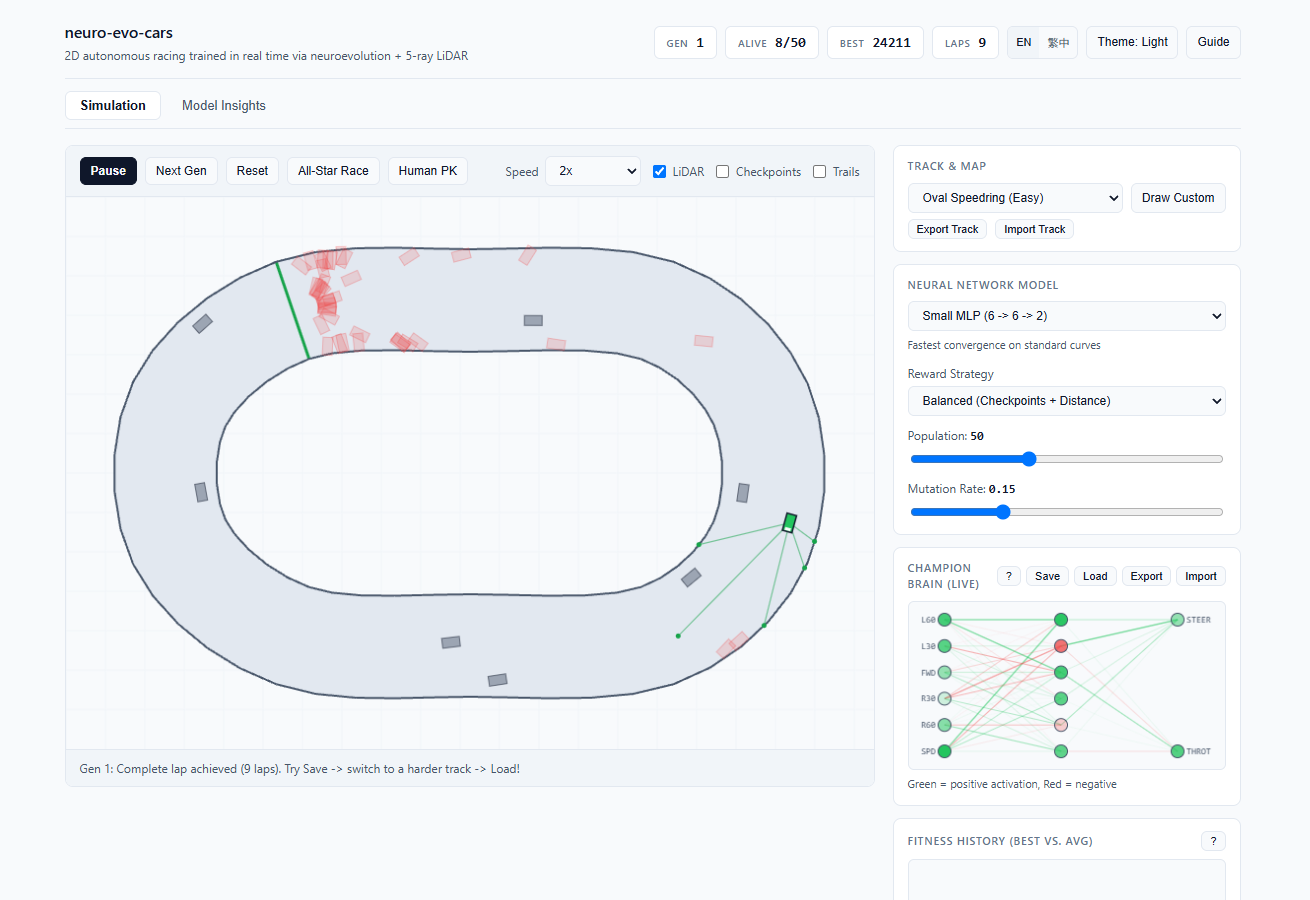 neuro-evo-cars
2D autonomous racing trained in real time via neuroevolution + 5-ray LiDAR
GEN 1
ALIVE 8/50
BEST 24211
LAPS 9
EN 繁中
Theme: Light
Guide
Simulation
Model Insights
Pause
Next Gen
Reset
All-Star Race
Human PK
Speed 2x
LiDAR
Checkpoints
Trails
Gen 1: Complete lap achieved (9 laps). Try Save -> switch to a harder track -> Load!
TRACK & MAP
Oval Speedring (Easy)
Draw Custom
Export Track
Import Track
NEURAL NETWORK MODEL
Small MLP (6 -> 6 -> 2)
Fastest convergence on standard curves
Reward Strategy
Balanced (Checkpoints + Distance)
Population: 50
Mutation Rate: 0.15
CHAMPION
BRAIN (LIVE)
?
Save
Load
Export
Import
L60
L30
FWD
R30
R60
SPD
STEER
THROT
Green = positive activation, Red = negative
FITNESS HISTORY (BEST VS. AVG)
?